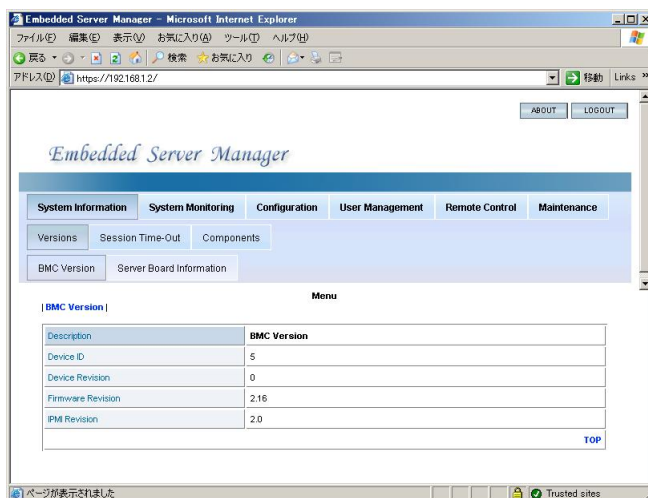 Embedded Server Manager - Microsoft Internet Explorer
ファイル(F) 編集(E) 表示(V) お気に入り(A) ツール(T) ヘルプ(H)
戻る 検索 お気に入り
アドレス(D) https://192.168.1.2/ 移動 Links »
ABOUT LOGOUT
Embedded Server Manager
System Information System Monitoring Configuration User Management Remote Control Maintenance
Versions Session Time-Out Components
BMC Version Server Board Information
Menu
| BMC Version |
Description BMC Version
Device ID 5
Device Revision 0
Firmware Revision 2.16
IPMI Revision 2.0
TOP
ページが表示されました Trusted sites